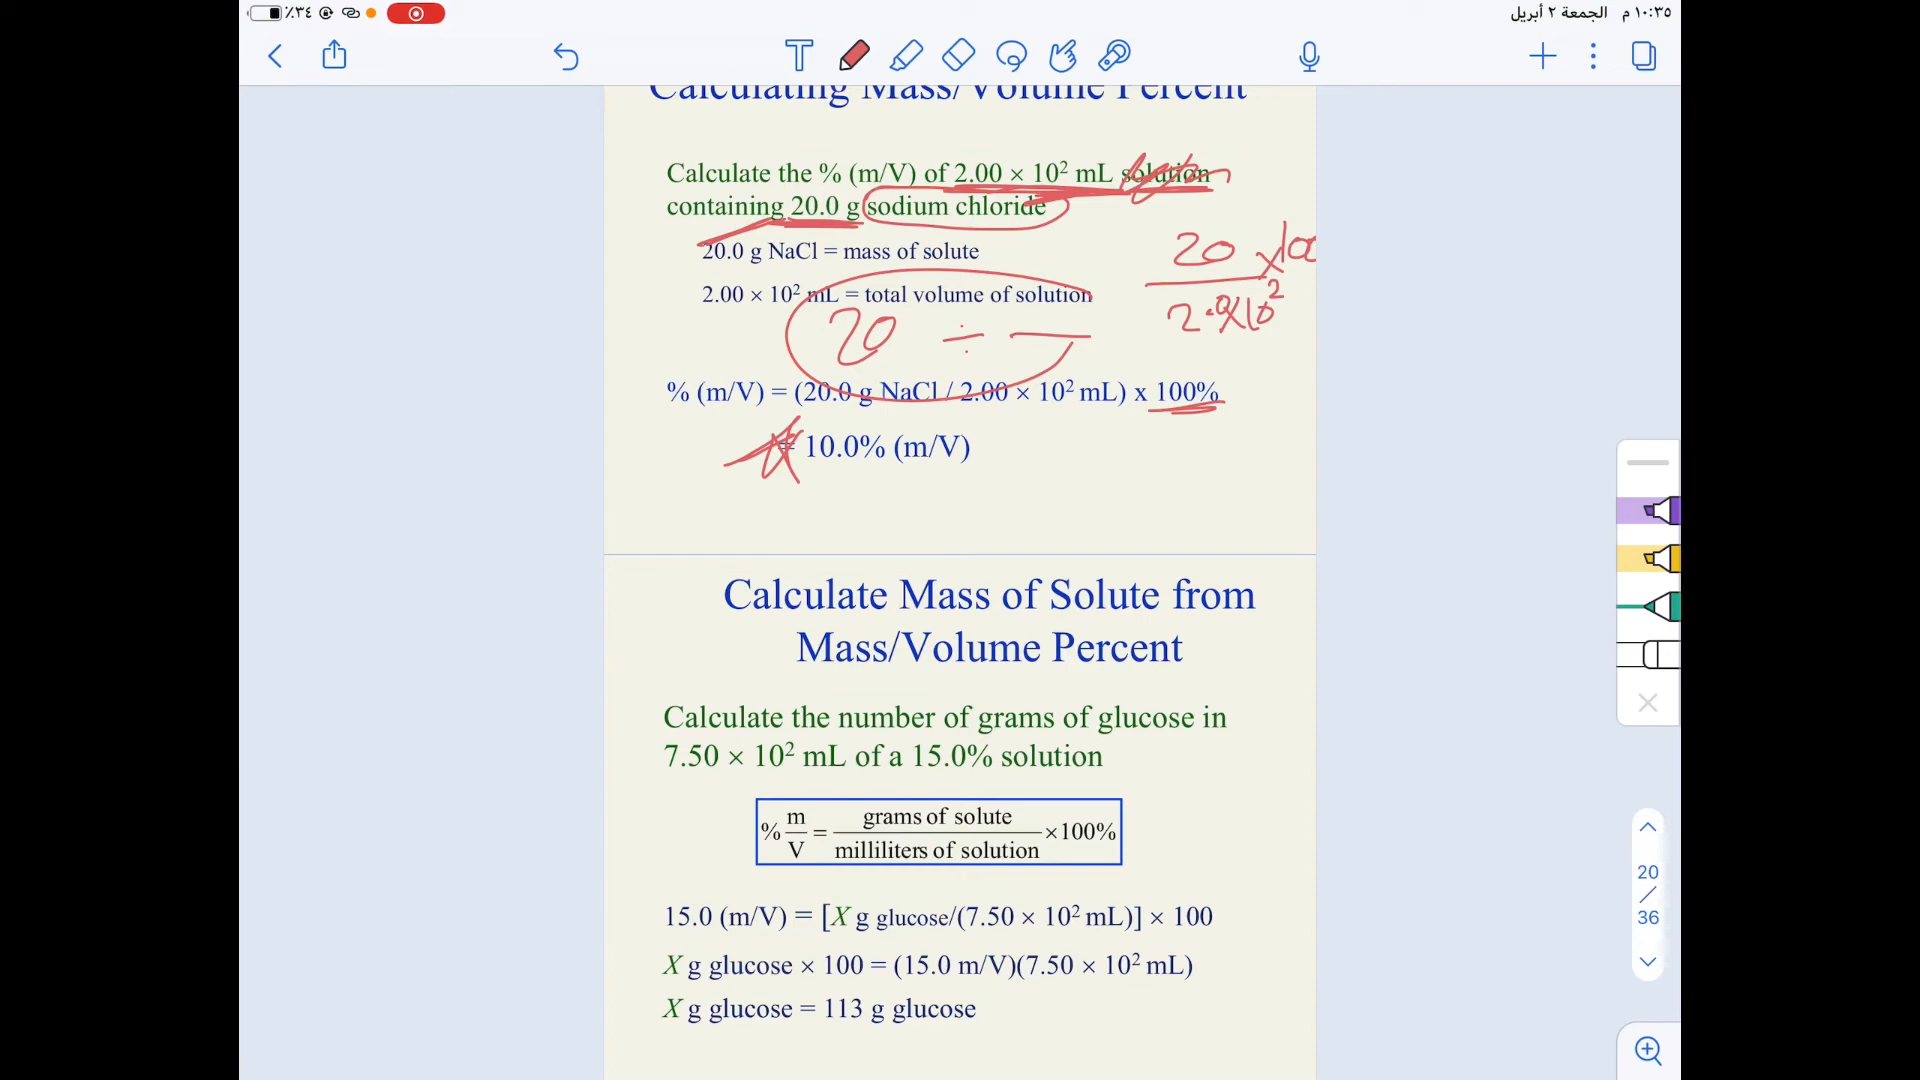 ٪٣٤
١٠:٣٥ م الجمعة ٢ أبريل
Calculating Mass/Volume Percent
Calculate the % (m/V) of 2.00 × 10² mL solution
containing 20.0 g sodium chloride
20.0 g NaCl = mass of solute
20 x100
2.00 × 10² mL = total volume of solution
2.0x10²
20 ÷
% (m/V) = (20.0 g NaCl / 2.00 × 10² mL) x 100%
= 10.0% (m/V)
Calculate Mass of Solute from
Mass/Volume Percent
Calculate the number of grams of glucose in
7.50 × 10² mL of a 15.0% solution
% m/V = grams of solute/milliliters of solution ×100%
15.0 (m/V) = [X g glucose/(7.50 × 10² mL)] × 100
X g glucose × 100 = (15.0 m/V)(7.50 × 10² mL)
X g glucose = 113 g glucose
20
/
36